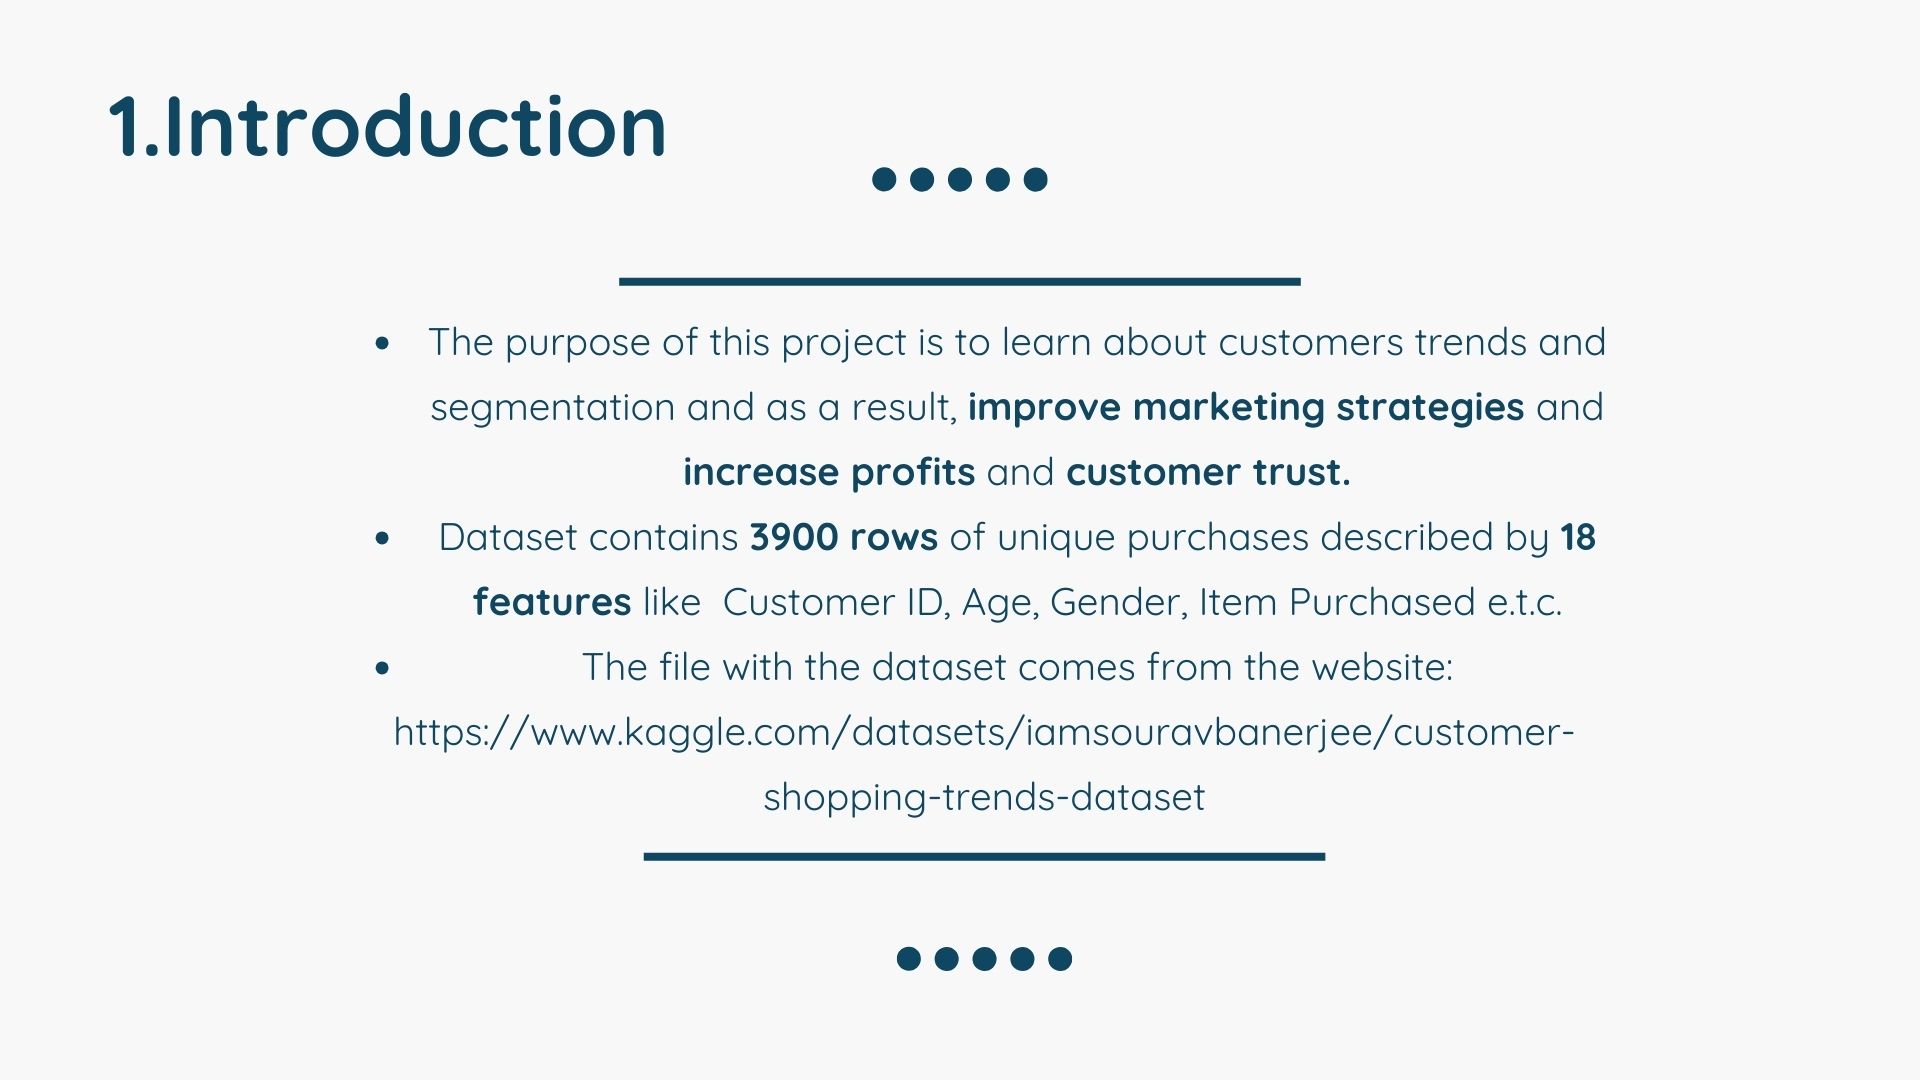 1.Introduction
• The purpose of this project is to learn about customers trends and
segmentation and as a result, improve marketing strategies and
increase profits and customer trust.
• Dataset contains 3900 rows of unique purchases described by 18
features like  Customer ID, Age, Gender, Item Purchased e.t.c.
• The file with the dataset comes from the website:
https://www.kaggle.com/datasets/iamsouravbanerjee/customer-
shopping-trends-dataset